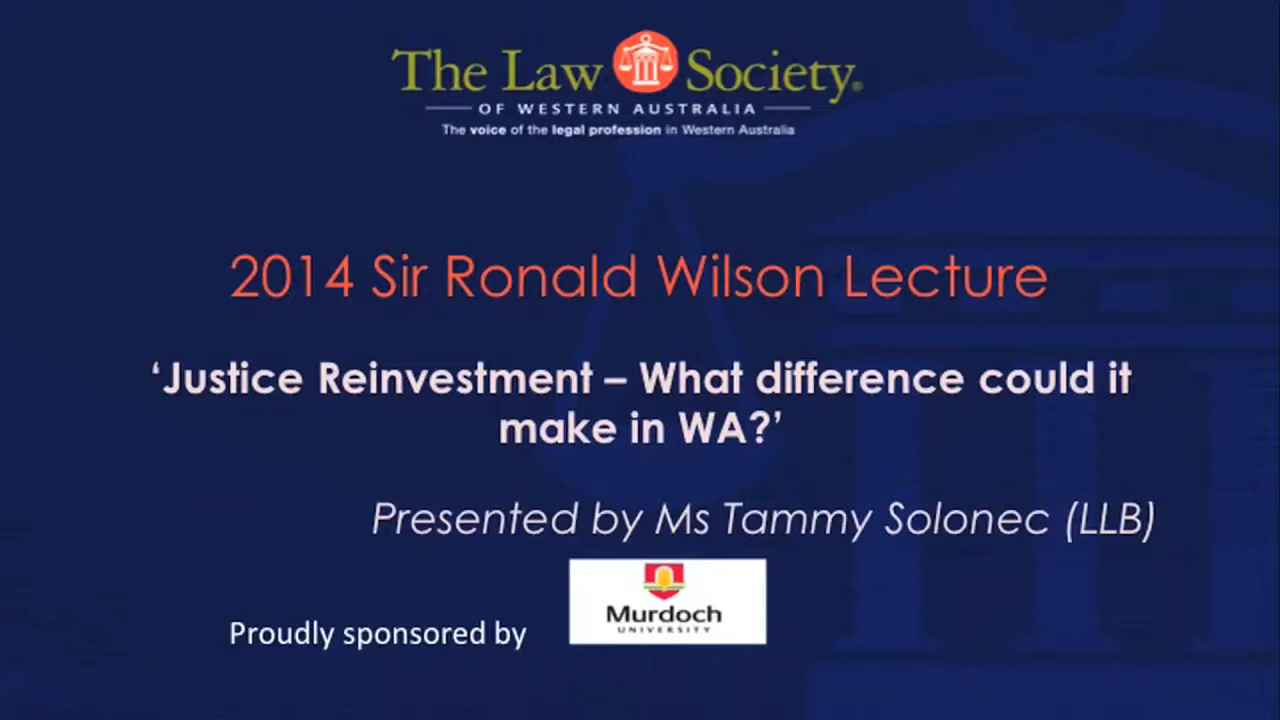 The Law Society®
OF WESTERN AUSTRALIA
The voice of the legal profession in Western Australia
2014 Sir Ronald Wilson Lecture
‘Justice Reinvestment – What difference could it
make in WA?’
Presented by Ms Tammy Solonec (LLB)
Murdoch
UNIVERSITY
Proudly sponsored by